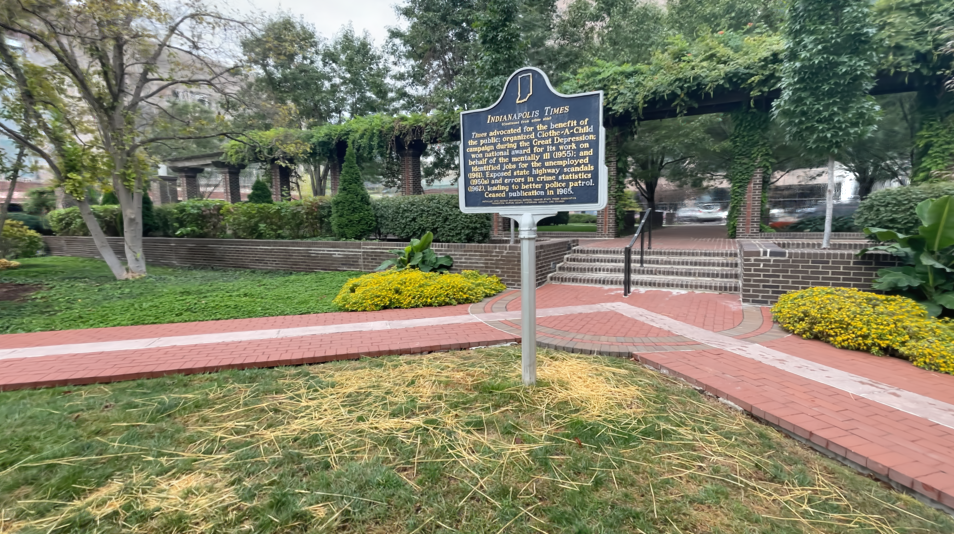 INDIANAPOLIS TIMES
Times advocated for the benefit of
the public: organized Clothe-A-Child
campaign during the Great Depression;
won national award for its work on
behalf of the mentally ill (1955); and
identified jobs for the unemployed
(1961). Exposed state highway scandals
(1950s) and errors in crime statistics
(1962), leading to better police patrol.
Ceased publication in 1965.